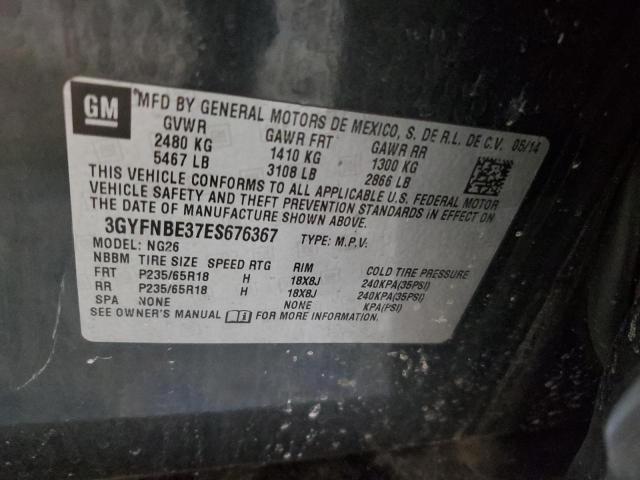 GM
MFD BY GENERAL MOTORS DE MEXICO, S. DE R.L. DE C.V. 05/14
GVWR GAWR FRT GAWR RR
2480 KG 1410 KG 1300 KG
5467 LB 3108 LB 2866 LB
THIS VEHICLE CONFORMS TO ALL APPLICABLE U.S. FEDERAL MOTOR
VEHICLE SAFETY AND THEFT PREVENTION STANDARDS IN EFFECT ON
THE DATE OF MANUFACTURE SHOWN ABOVE.
3GYFNBE37ES676367 TYPE: M.P.V.
MODEL: NG26
NBBM TIRE SIZE SPEED RTG RIM COLD TIRE PRESSURE
FRT P235/65R18 H 18X8J 240KPA(35PSI)
RR P235/65R18 H 18X8J 240KPA(35PSI)
SPA NONE NONE KPA(PSI)
SEE OWNER'S MANUAL FOR MORE INFORMATION.